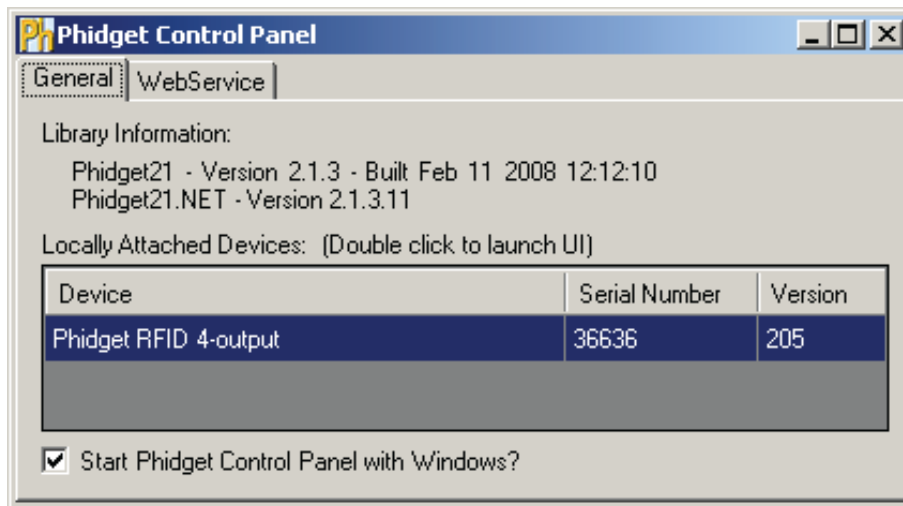 Ph Phidget Control Panel
General WebService
Library Information:
Phidget21 - Version 2.1.3 - Built Feb 11 2008 12:12:10
Phidget21.NET - Version 2.1.3.11
Locally Attached Devices: (Double click to launch UI)
Device Serial Number Version
Phidget RFID 4-output 36636 205
Start Phidget Control Panel with Windows?